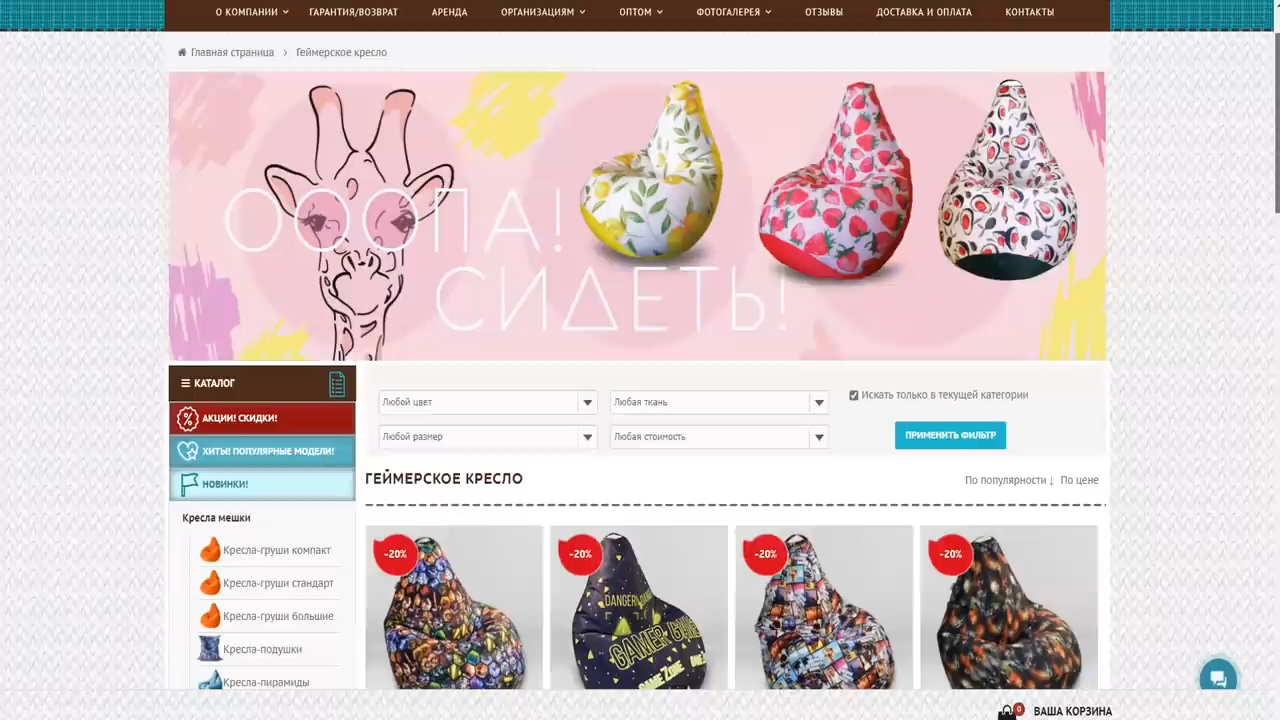 О КОМПАНИИ ГАРАНТИЯ/ВОЗВРАТ АРЕНДА ОРГАНИЗАЦИЯМ ОПТОМ ФОТОГАЛЕРЕЯ ОТЗЫВЫ ДОСТАВКА И ОПЛАТА КОНТАКТЫ
Главная страница › Геймерское кресло
ОООПА!
СИДЕТЬ!
КАТАЛОГ
АКЦИИ! СКИДКИ!
ХИТЫ! ПОПУЛЯРНЫЕ МОДЕЛИ!
НОВИНКИ!
Кресла мешки
Кресла-груши компакт
Кресла-груши стандарт
Кресла-груши большие
Кресла-подушки
Кресла-пирамиды
Любой цвет Любая ткань Искать только в текущей категории
Любой размер Любая стоимость ПРИМЕНИТЬ ФИЛЬТР
ГЕЙМЕРСКОЕ КРЕСЛО По популярности ↓ По цене
-20% -20% -20% -20%
DANGER
GAMER
GAME ZONE
0 ВАША КОРЗИНА